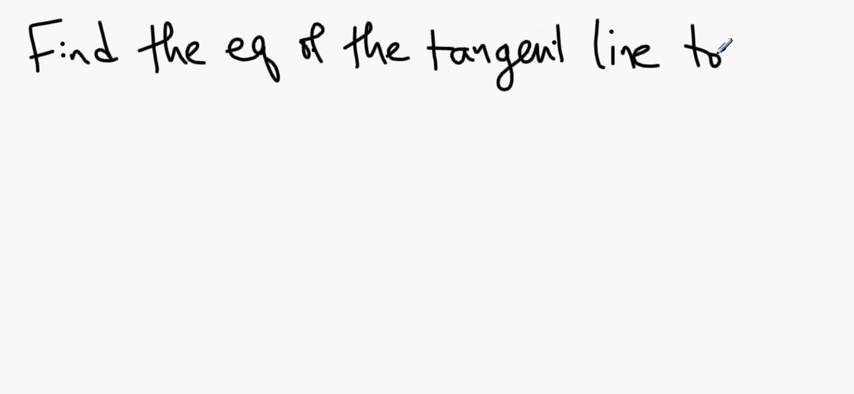 Find the eq of the tangent line to